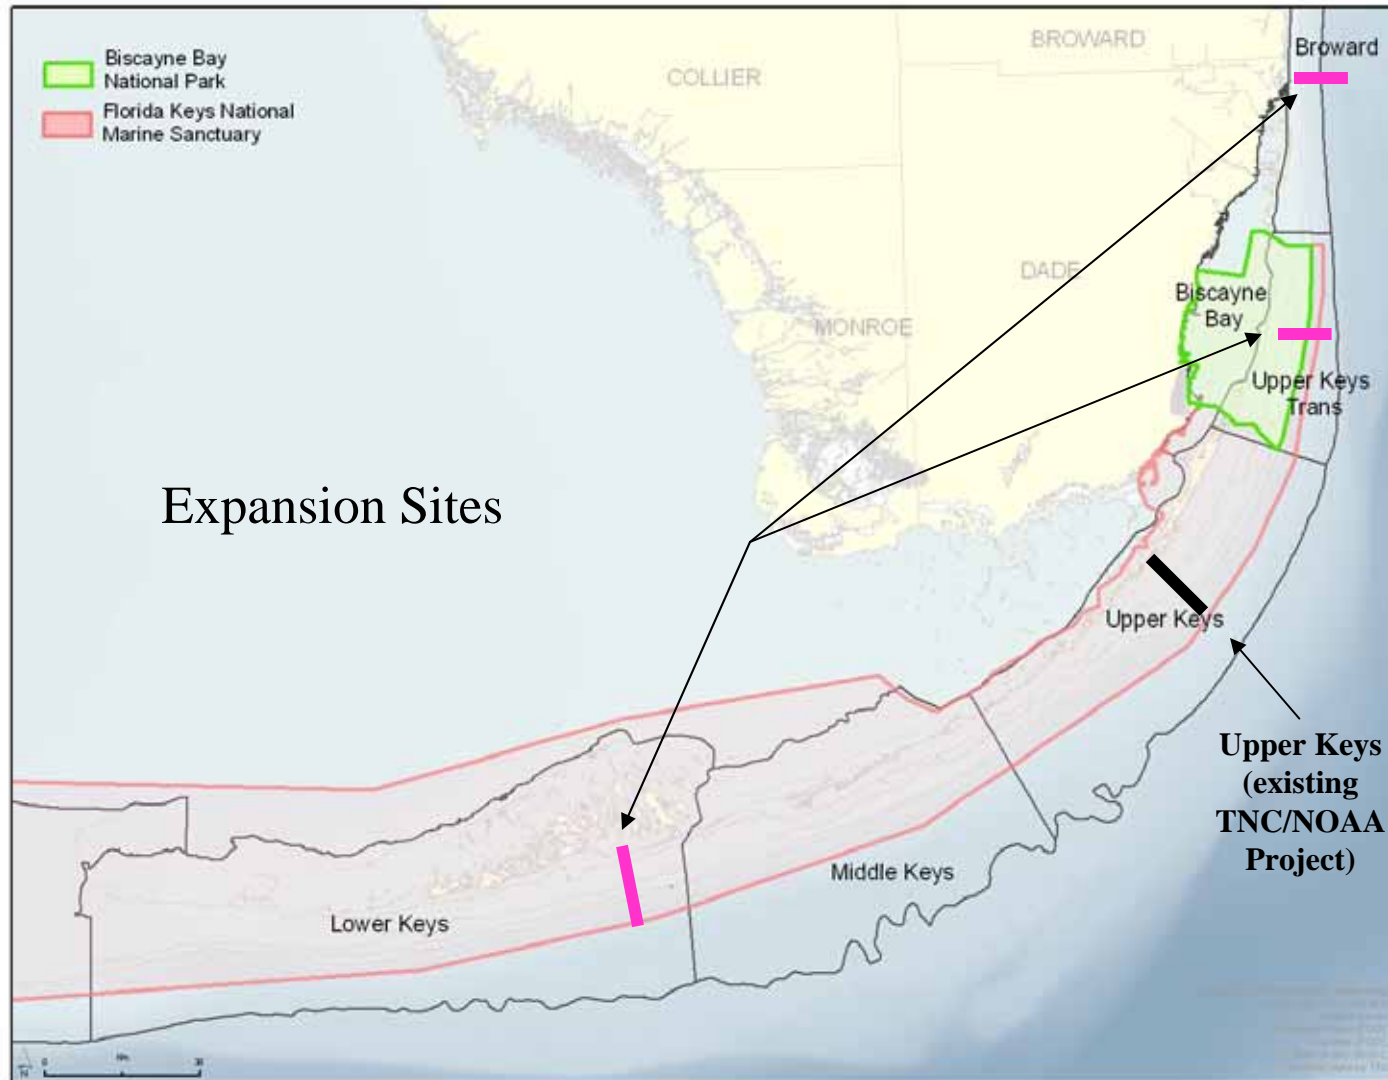 Biscayne Bay
National Park
Florida Keys National
Marine Sanctuary
BROWARD
Broward
COLLIER
DADE
Biscayne
Bay
MONROE
Upper Keys
Trans
Expansion Sites
Upper Keys
Upper Keys
(existing
TNC/NOAA
Project)
Middle Keys
Lower Keys
N
0